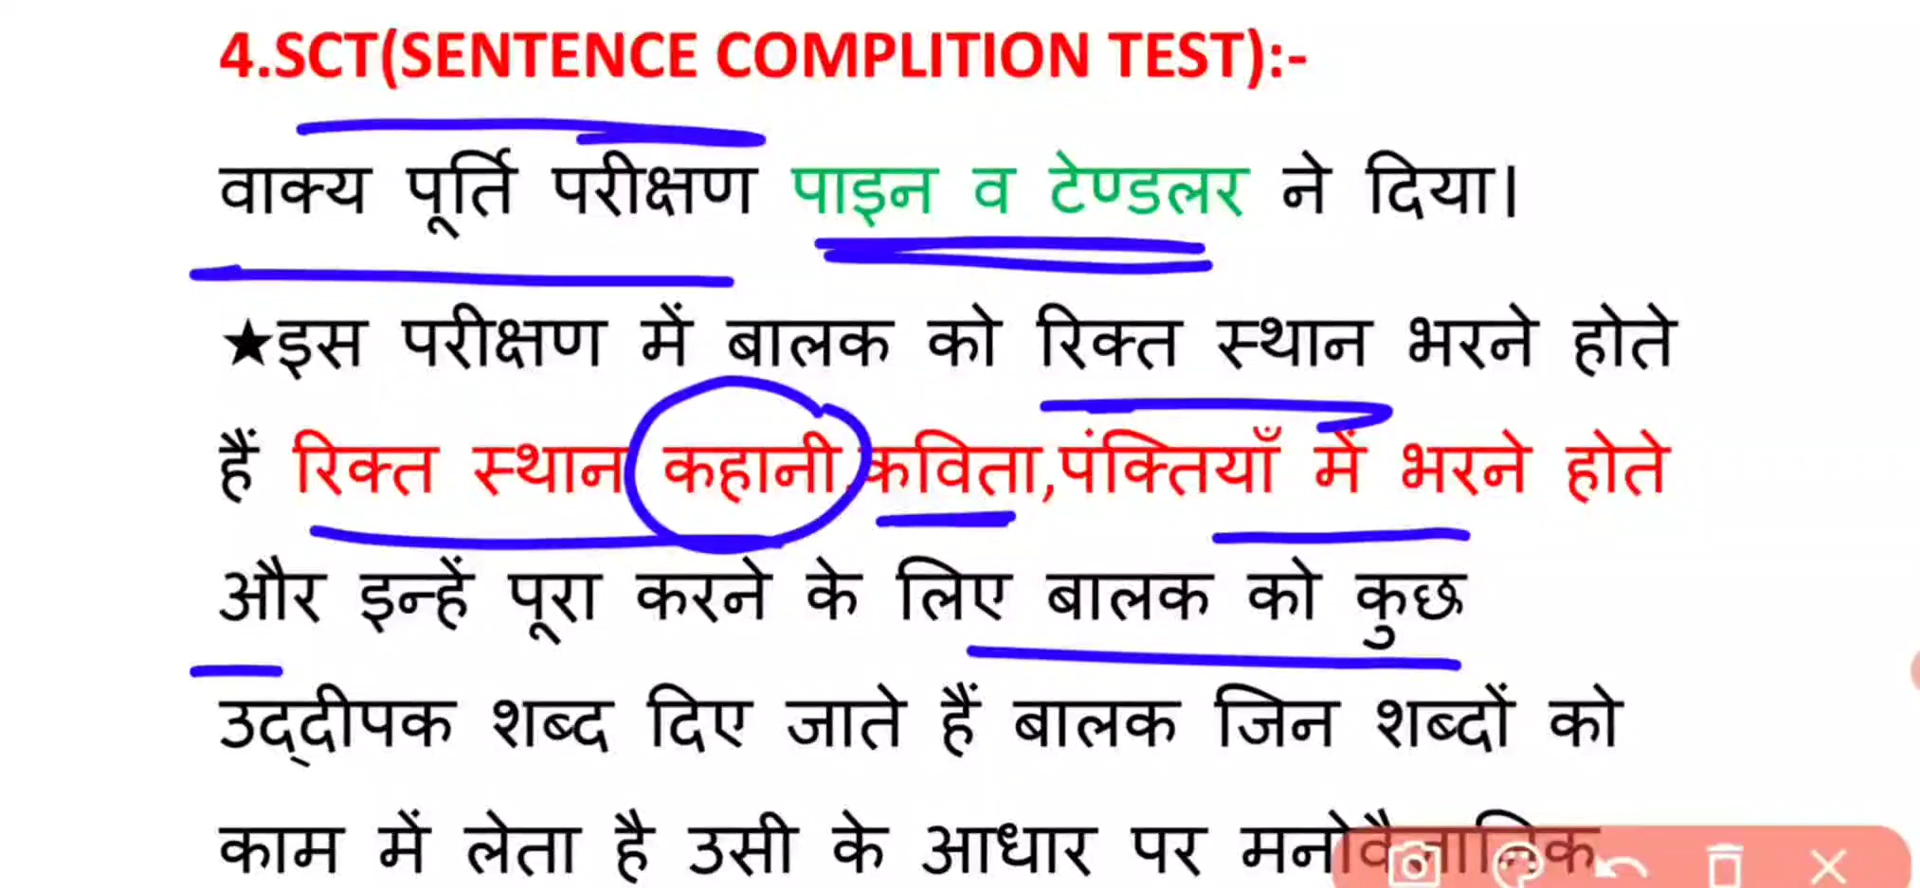 4.SCT(SENTENCE COMPLITION TEST):-
वाक्य पूर्ति परीक्षण पाइन व टेण्डलर ने दिया।
★इस परीक्षण में बालक को रिक्त स्थान भरने होते
हैं रिक्त स्थान कहानी,कविता,पंक्तियाँ में भरने होते
और इन्हें पूरा करने के लिए बालक को कुछ
उद्दीपक शब्द दिए जाते हैं बालक जिन शब्दों को
काम में लेता है उसी के आधार पर मनोवैज्ञानिक